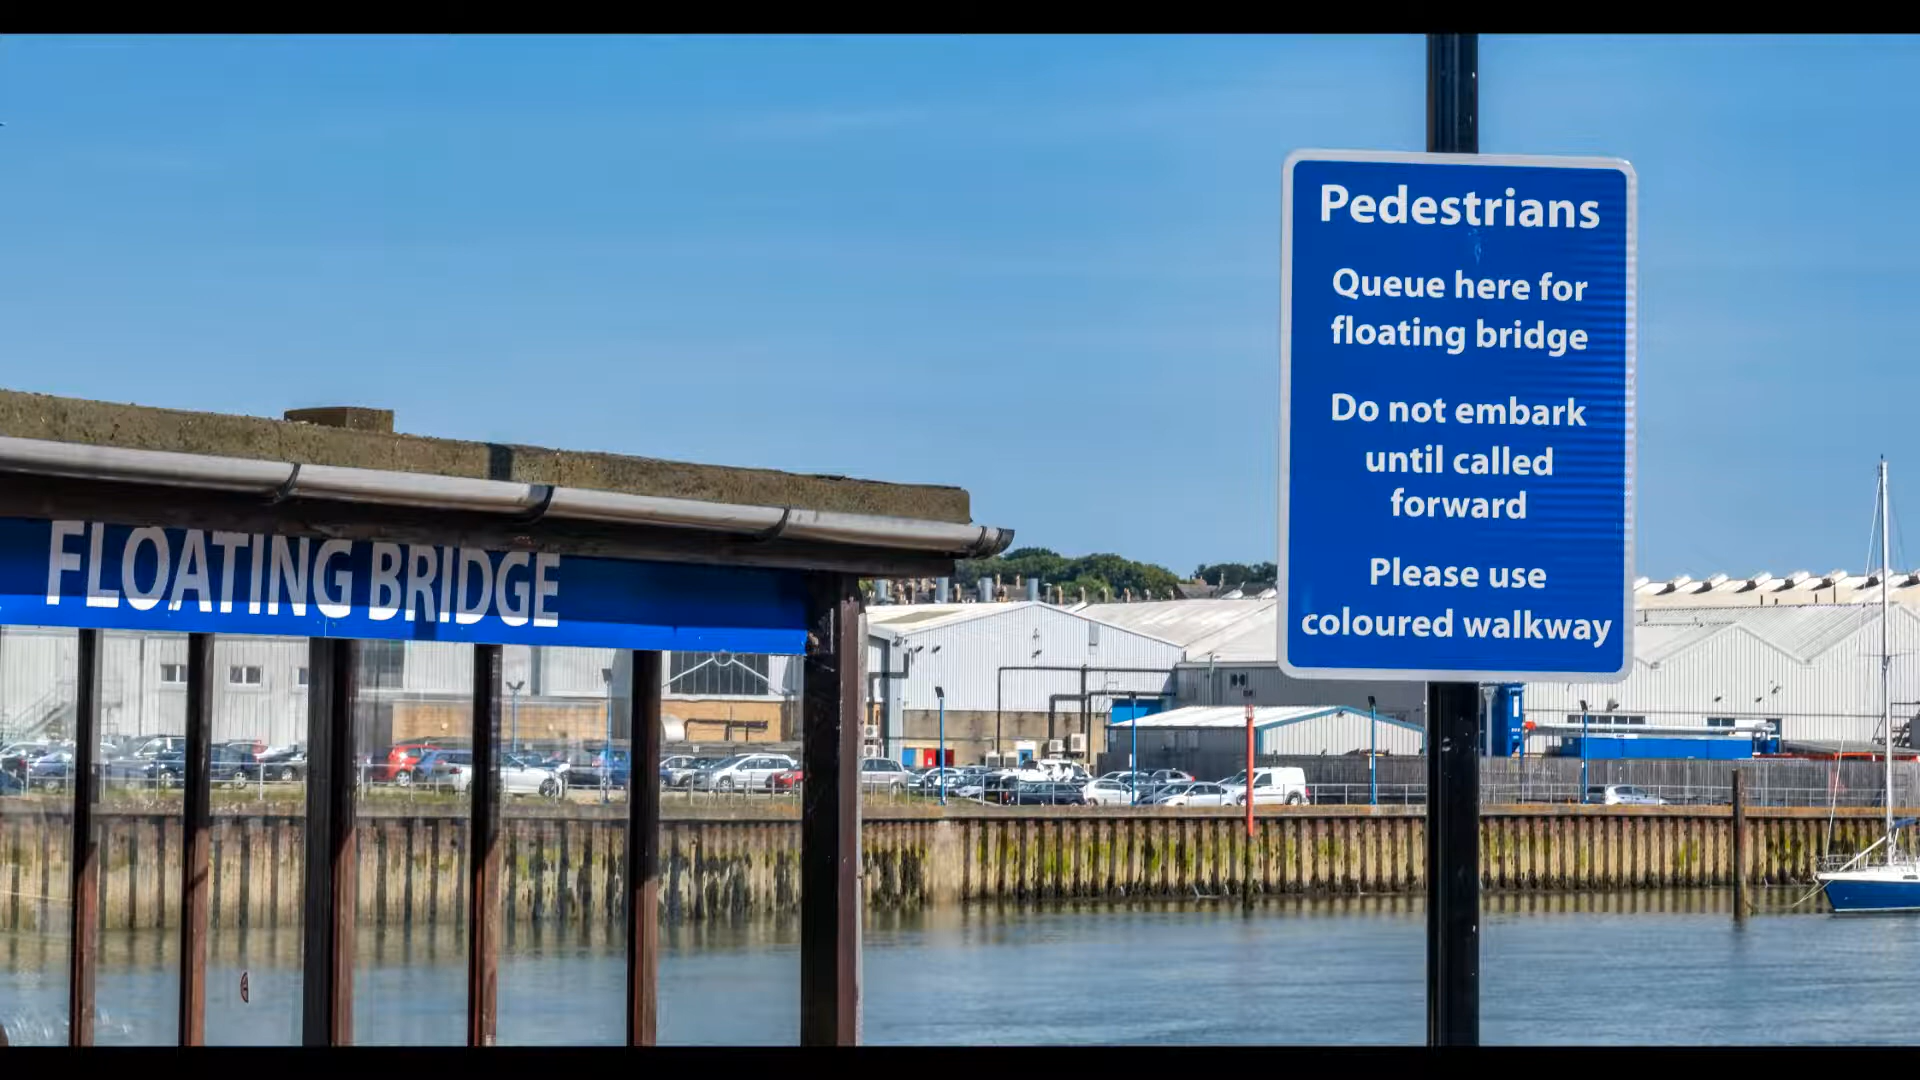 FLOATING BRIDGE
Pedestrians
Queue here for
floating bridge
Do not embark
until called
forward
Please use
coloured walkway